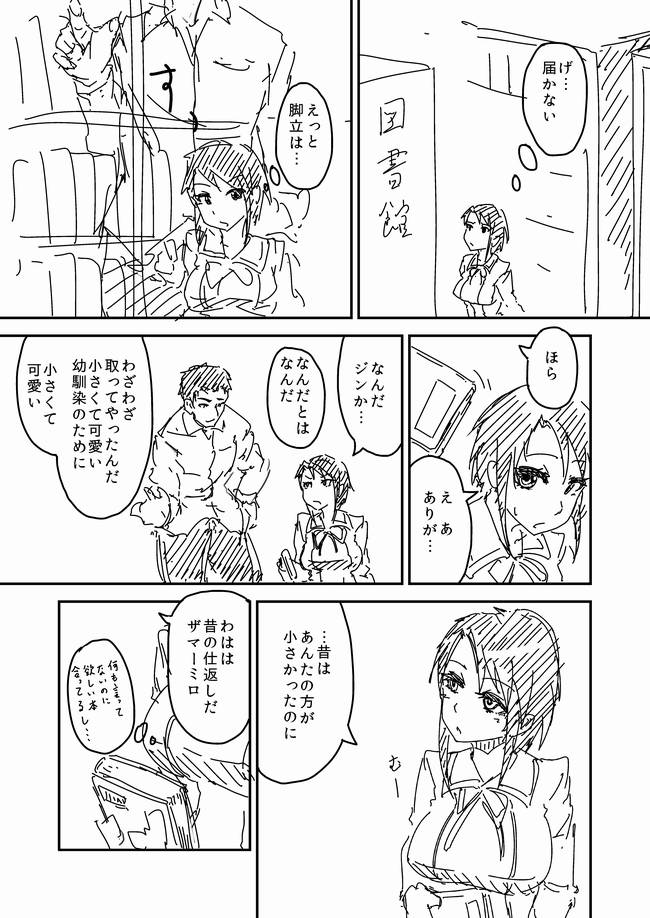 げ…
届かない
図書館
えっと
脚立は…
す
ほら
え あ
ありが…
なんだ
ジンか…
なんだとは
なんだ
わざわざ
取ってやったんだ
小さくて可愛い
幼馴染のために
小さくて
可愛い
…昔は
あんたの方が
小さかったのに
むー
わはは
昔の仕返しだ
ザマーミロ
何も言って
ないのに
欲しい本
合ってるし…